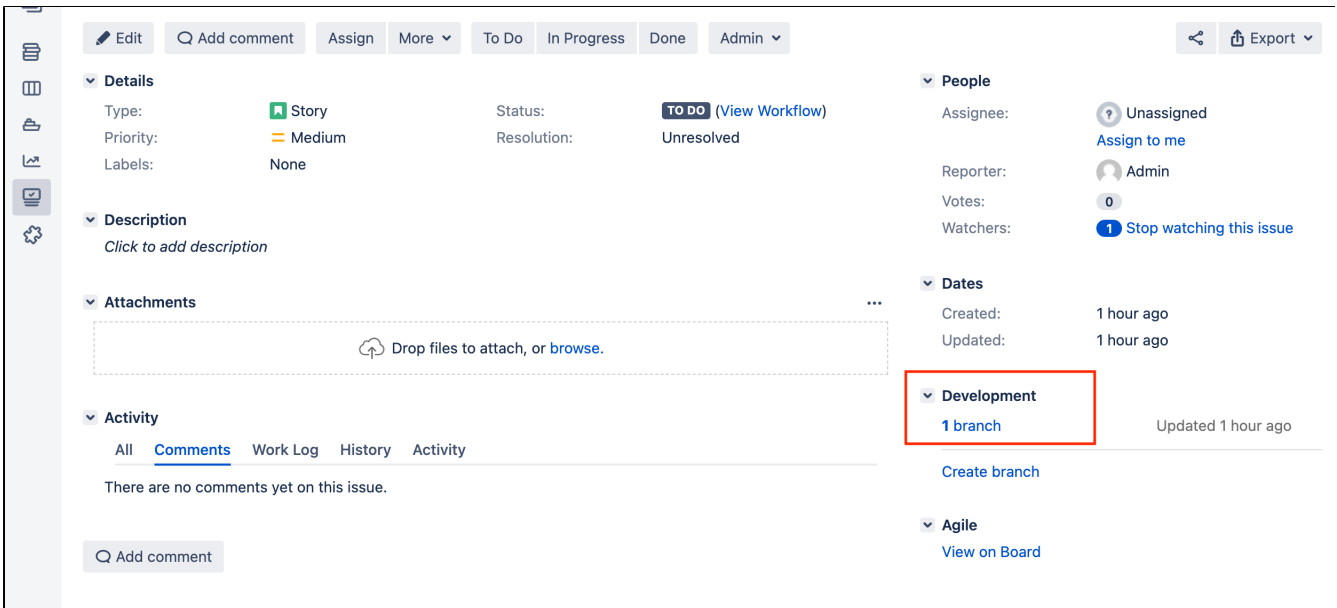 Edit Add comment Assign More To Do In Progress Done Admin Export
Details
Type: Story Status: TO DO (View Workflow)
Priority: Medium Resolution: Unresolved
Labels: None
Description
Click to add description
Attachments
Drop files to attach, or browse.
Activity
All Comments Work Log History Activity
There are no comments yet on this issue.
Add comment
People
Assignee: ? Unassigned
Assign to me
Reporter: Admin
Votes: 0
Watchers: 1 Stop watching this issue
Dates
Created: 1 hour ago
Updated: 1 hour ago
Development
1 branch Updated 1 hour ago
Create branch
Agile
View on Board